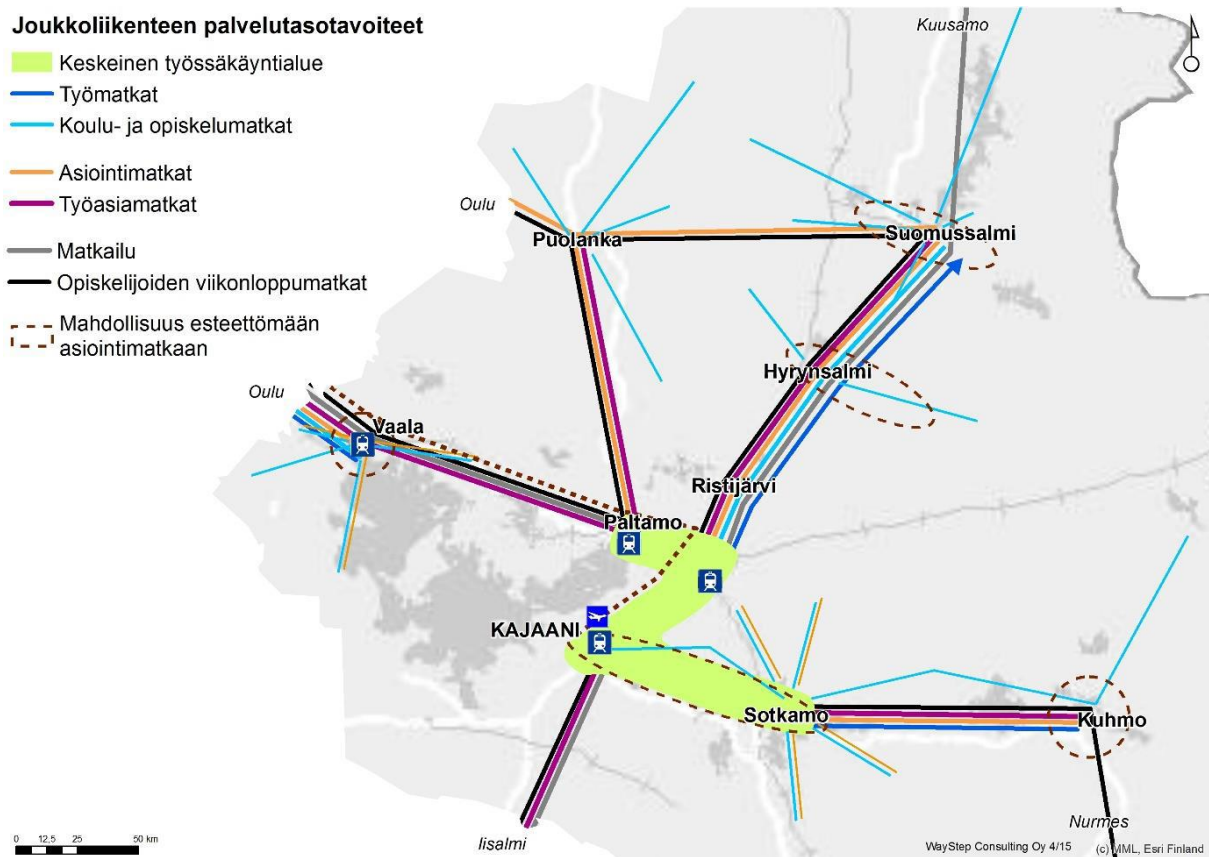 Joukkoliikenteen palvelutasotavoitteet
Keskeinen työssäkäyntialue
Työmatkat
Koulu- ja opiskelumatkat
Asiointimatkat
Työasiamatkat
Matkailu
Opiskelijoiden viikonloppumatkat
Mahdollisuus esteettömään
asiointimatkaan
Kuusamo
Oulu
Puolanka
Suomussalmi
Hyrynsalmi
Oulu
Vaala
Ristijärvi
Paltamo
KAJAANI
Sotkamo
Kuhmo
Iisalmi
Nurmes
0 12,5 25 50 km
WayStep Consulting Oy 4/15 (c) MML, Esri Finland